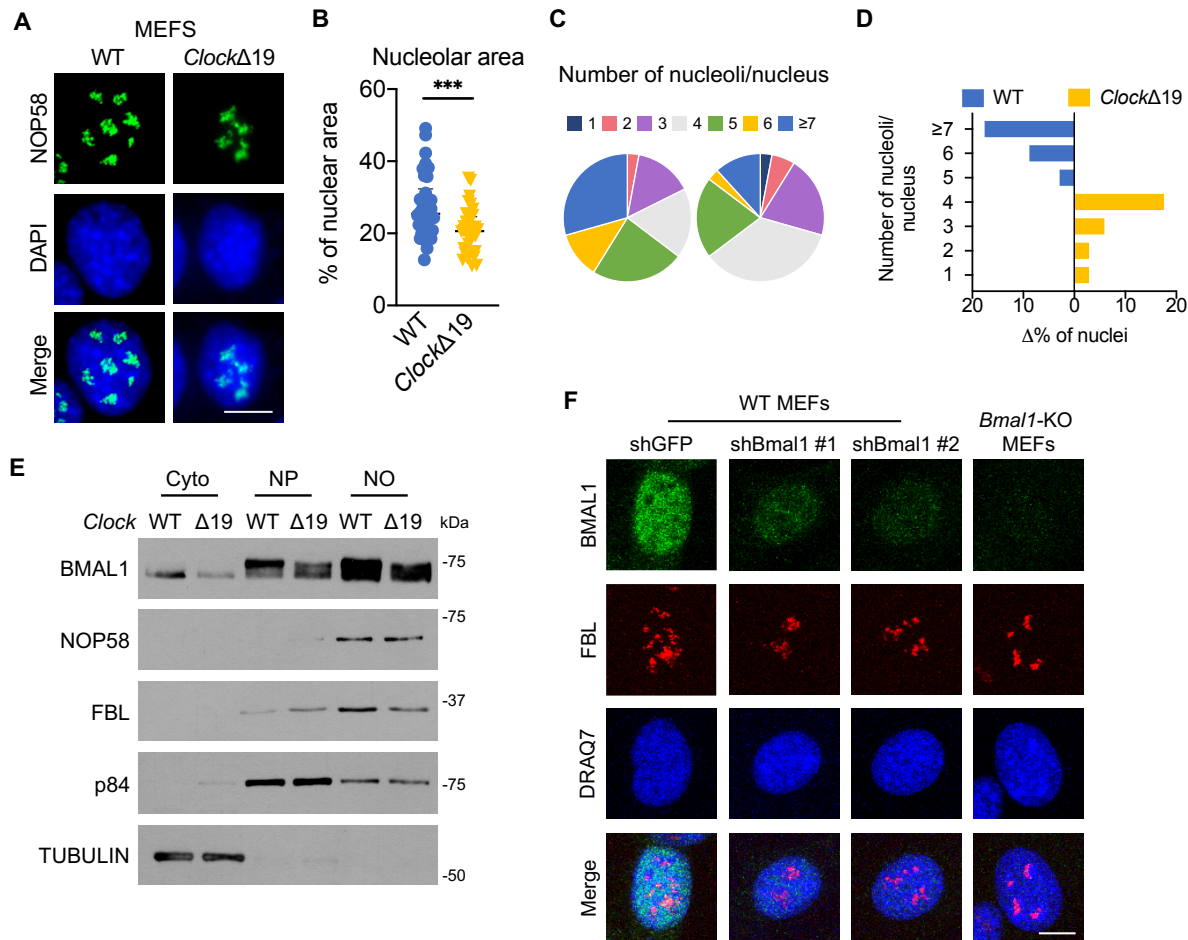 A
MEFS
WT ClockΔ19
NOP58
DAPI
Merge
B
Nucleolar area
***
% of nuclear area
60
40
20
0
WT
ClockΔ19
C
Number of nucleoli/nucleus
1 2 3 4 5 6 ≥7
D
WT ClockΔ19
Number of nucleoli/
nucleus
≥7
6
5
4
3
2
1
20 10 0 10 20
Δ% of nuclei
E
Cyto NP NO
Clock WT Δ19 WT Δ19 WT Δ19 kDa
BMAL1 -75
-75
NOP58
FBL -37
p84 -75
TUBULIN
-50
F
WT MEFs
Bmal1-KO
MEFs
shGFP shBmal1 #1 shBmal1 #2
BMAL1
FBL
DRAQ7
Merge